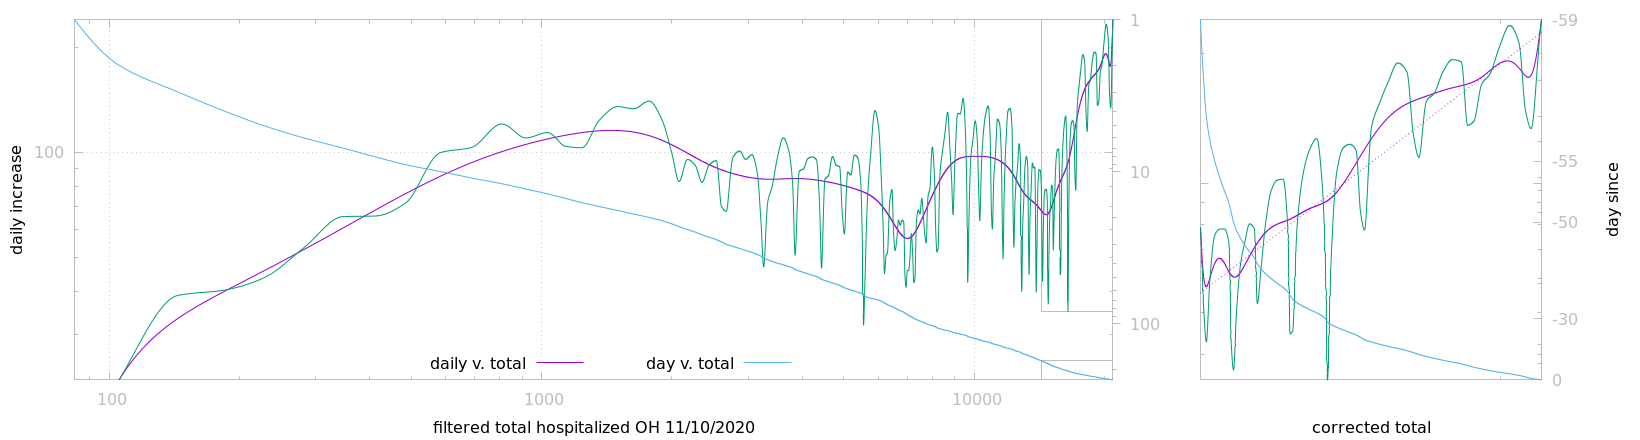 daily increase
100
daily v. total
day v. total
1
10
100
100
1000
10000
filtered total hospitalized OH 11/10/2020
-59
-55
-50
-30
0
day since
corrected total